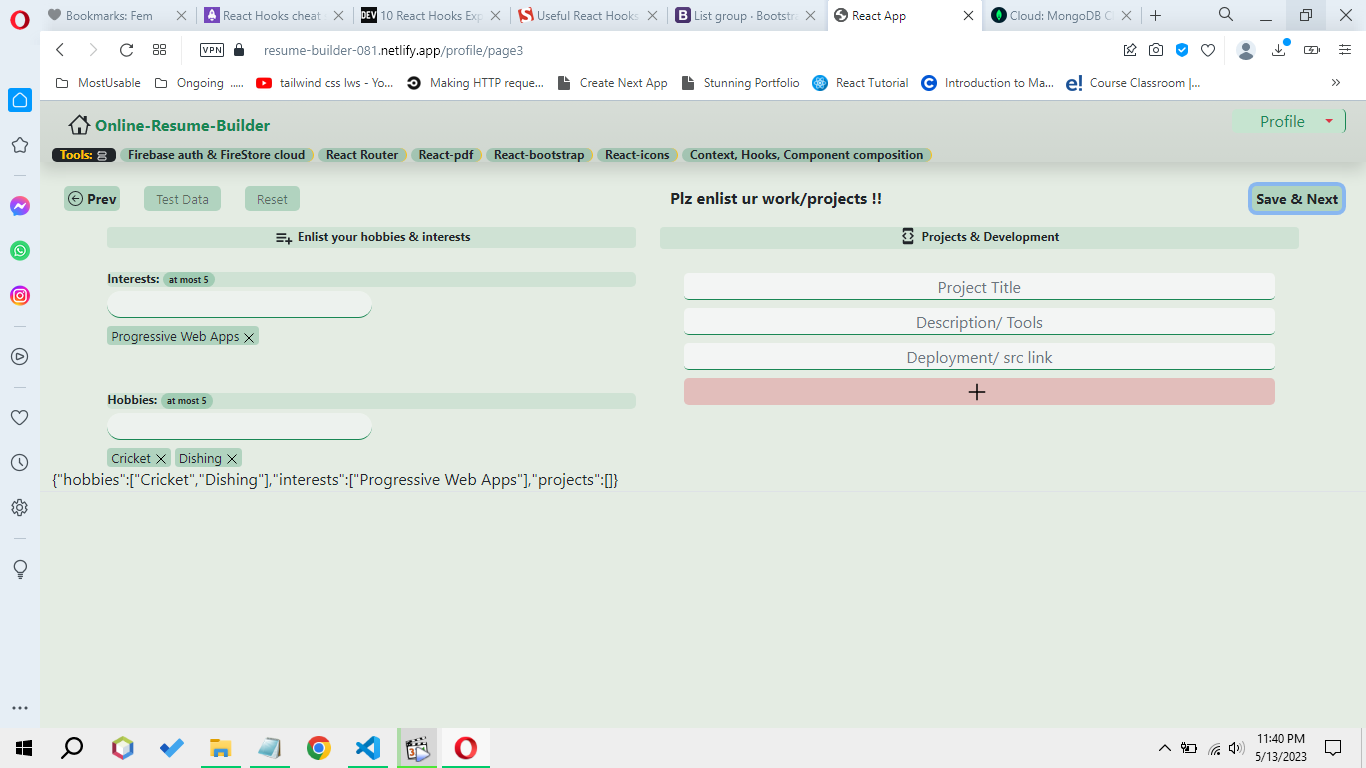 Bookmarks: Fem
React Hooks cheat
DEV 10 React Hooks Exp
Useful React Hooks
List group · Bootstr
React App
Cloud: MongoDB C
VPN resume-builder-081.netlify.app/profile/page3
MostUsable Ongoing ..... tailwind css lws - Yo... Making HTTP reque... Create Next App Stunning Portfolio React Tutorial Introduction to Ma... e! Course Classroom |...
Online-Resume-Builder
Profile
Tools: Firebase auth & FireStore cloud React Router React-pdf React-bootstrap React-icons Context, Hooks, Component composition
Prev Test Data Reset Plz enlist ur work/projects !! Save & Next
Enlist your hobbies & interests
Projects & Development
Interests: at most 5
Progressive Web Apps
Project Title
Description/ Tools
Deployment/ src link
Hobbies: at most 5
Cricket Dishing
{"hobbies":["Cricket","Dishing"],"interests":["Progressive Web Apps"],"projects":[]}
11:40 PM
5/13/2023